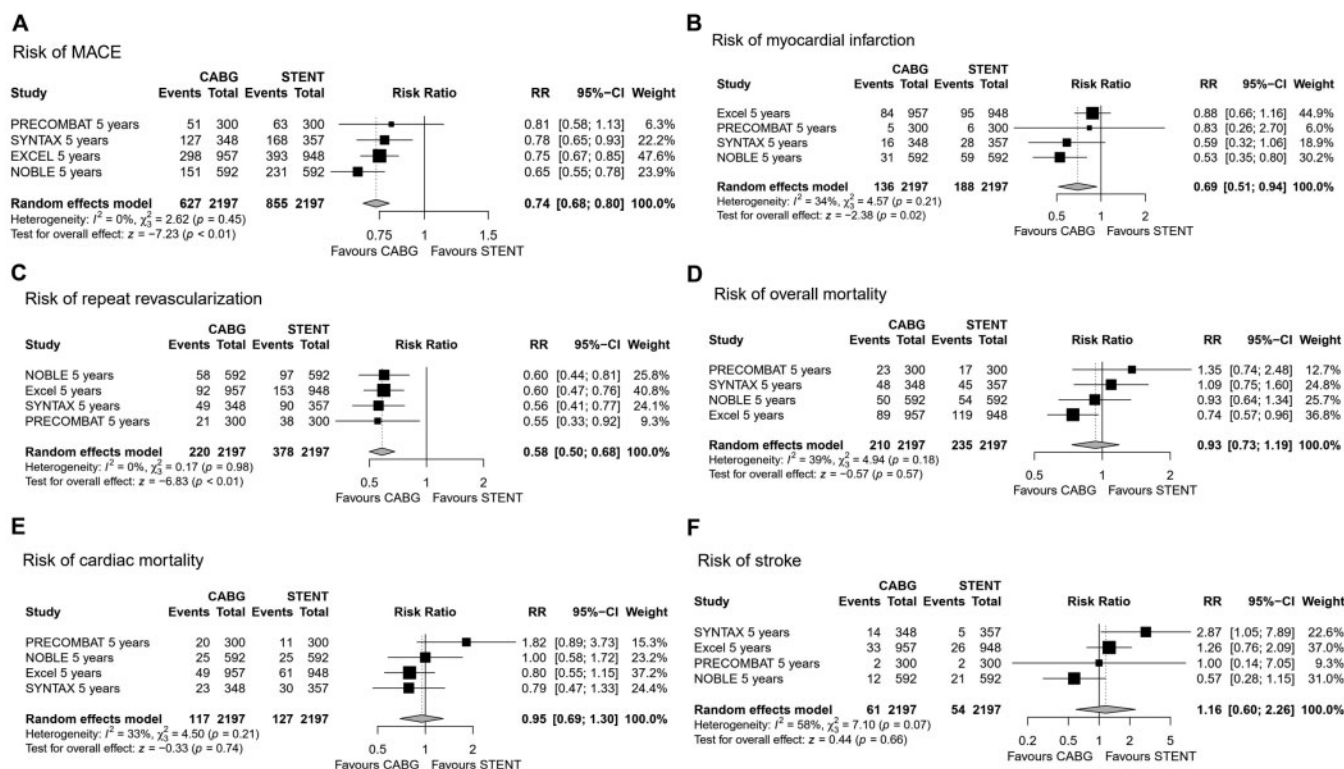 A
Risk of MACE
CABG STENT
Study Events Total Events Total Risk Ratio RR 95%−CI Weight
PRECOMBAT 5 years 51 300 63 300 0.81 [0.58; 1.13] 6.3%
SYNTAX 5 years 127 348 168 357 0.78 [0.65; 0.93] 22.2%
EXCEL 5 years 298 957 393 948 0.75 [0.67; 0.85] 47.6%
NOBLE 5 years 151 592 231 592 0.65 [0.55; 0.78] 23.9%
Random effects model 627 2197 855 2197 0.74 [0.68; 0.80] 100.0%
Heterogeneity: I² = 0%, χ²₃ = 2.62 (p = 0.45)
Test for overall effect: z = −7.23 (p < 0.01)
0.75 1 1.5
Favours CABG Favours STENT
B
Risk of myocardial infarction
CABG STENT
Study Events Total Events Total Risk Ratio RR 95%−CI Weight
Excel 5 years 84 957 95 948 0.88 [0.66; 1.16] 44.9%
PRECOMBAT 5 years 5 300 6 300 0.83 [0.26; 2.70] 6.0%
SYNTAX 5 years 16 348 28 357 0.59 [0.32; 1.06] 18.9%
NOBLE 5 years 31 592 59 592 0.53 [0.35; 0.80] 30.2%
Random effects model 136 2197 188 2197 0.69 [0.51; 0.94] 100.0%
Heterogeneity: I² = 34%, χ²₃ = 4.57 (p = 0.21)
Test for overall effect: z = −2.38 (p = 0.02)
0.5 1 2
Favours CABG Favours STENT
C
Risk of repeat revascularization
CABG STENT
Study Events Total Events Total Risk Ratio RR 95%−CI Weight
NOBLE 5 years 58 592 97 592 0.60 [0.44; 0.81] 25.8%
Excel 5 years 92 957 153 948 0.60 [0.47; 0.76] 40.8%
SYNTAX 5 years 49 348 90 357 0.56 [0.41; 0.77] 24.1%
PRECOMBAT 5 years 21 300 38 300 0.55 [0.33; 0.92] 9.3%
Random effects model 220 2197 378 2197 0.58 [0.50; 0.68] 100.0%
Heterogeneity: I² = 0%, χ²₃ = 0.17 (p = 0.98)
Test for overall effect: z = −6.83 (p < 0.01)
0.5 1 2
Favours CABG Favours STENT
D
Risk of overall mortality
CABG STENT
Study Events Total Events Total Risk Ratio RR 95%−CI Weight
PRECOMBAT 5 years 23 300 17 300 1.35 [0.74; 2.48] 12.7%
SYNTAX 5 years 48 348 45 357 1.09 [0.75; 1.60] 24.8%
NOBLE 5 years 50 592 54 592 0.93 [0.64; 1.34] 25.7%
Excel 5 years 89 957 119 948 0.74 [0.57; 0.96] 36.8%
Random effects model 210 2197 235 2197 0.93 [0.73; 1.19] 100.0%
Heterogeneity: I² = 39%, χ²₃ = 4.94 (p = 0.18)
Test for overall effect: z = −0.57 (p = 0.57)
0.5 1 2
Favours CABG Favours STENT
E
Risk of cardiac mortality
CABG STENT
Study Events Total Events Total Risk Ratio RR 95%−CI Weight
PRECOMBAT 5 years 20 300 11 300 1.82 [0.89; 3.73] 15.3%
NOBLE 5 years 25 592 25 592 1.00 [0.58; 1.72] 23.2%
Excel 5 years 49 957 61 948 0.80 [0.55; 1.15] 37.2%
SYNTAX 5 years 23 348 30 357 0.79 [0.47; 1.33] 24.4%
Random effects model 117 2197 127 2197 0.95 [0.69; 1.30] 100.0%
Heterogeneity: I² = 33%, χ²₃ = 4.50 (p = 0.21)
Test for overall effect: z = −0.33 (p = 0.74)
0.5 1 2
Favours CABG Favours STENT
F
Risk of stroke
CABG STENT
Study Events Total Events Total Risk Ratio RR 95%−CI Weight
SYNTAX 5 years 14 348 5 357 2.87 [1.05; 7.89] 22.6%
Excel 5 years 33 957 26 948 1.26 [0.76; 2.09] 37.0%
PRECOMBAT 5 years 2 300 2 300 1.00 [0.14; 7.05] 9.3%
NOBLE 5 years 12 592 21 592 0.57 [0.28; 1.15] 31.0%
Random effects model 61 2197 54 2197 1.16 [0.60; 2.26] 100.0%
Heterogeneity: I² = 58%, χ²₃ = 7.10 (p = 0.07)
Test for overall effect: z = 0.44 (p = 0.66)
0.2 0.5 1 2 5
Favours CABG Favours STENT